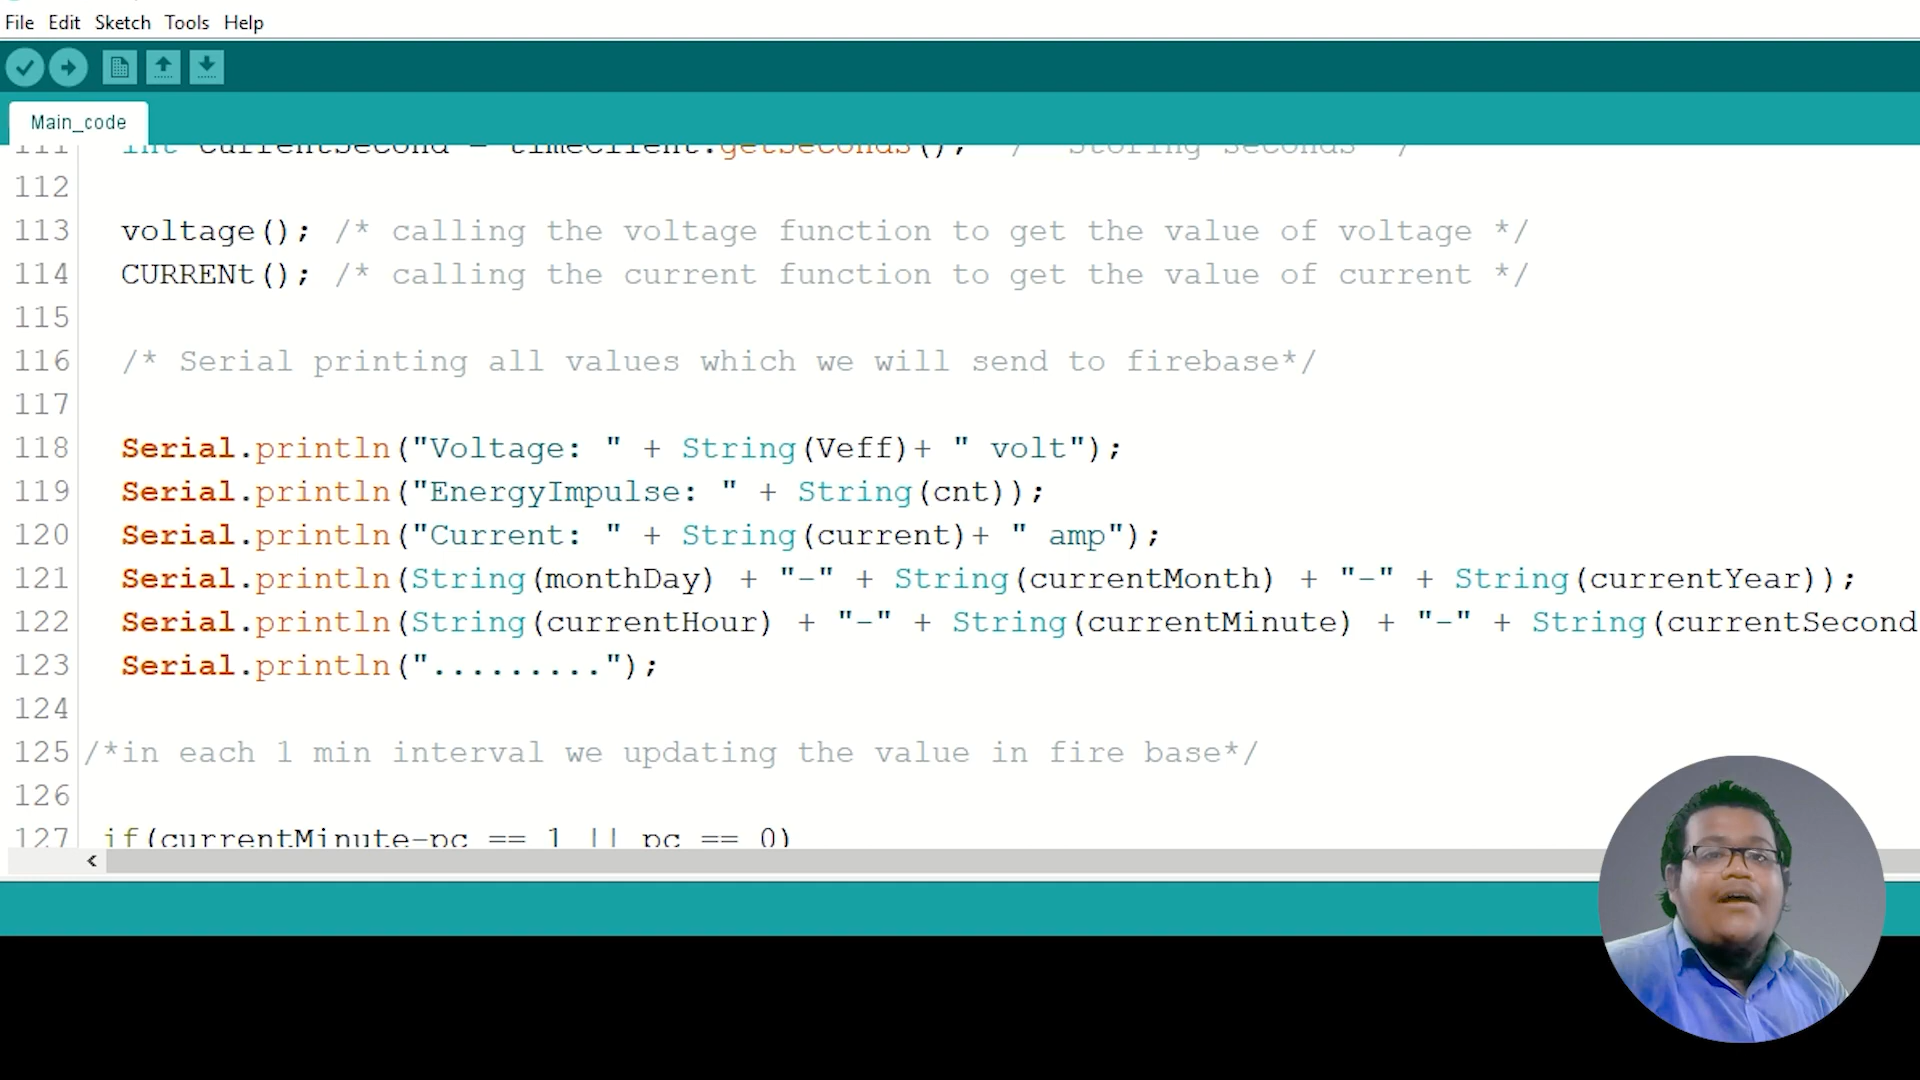 File Edit Sketch Tools Help
Main_code
111 int currentSecond = timeClient.getSeconds(); /* Storing Seconds */
112
113 voltage(); /* calling the voltage function to get the value of voltage */
114 CURRENt(); /* calling the current function to get the value of current */
115
116 /* Serial printing all values which we will send to firebase*/
117
118 Serial.println("Voltage: " + String(Veff)+ " volt");
119 Serial.println("EnergyImpulse: " + String(cnt));
120 Serial.println("Current: " + String(current)+ " amp");
121 Serial.println(String(monthDay) + "-" + String(currentMonth) + "-" + String(currentYear));
122 Serial.println(String(currentHour) + "-" + String(currentMinute) + "-" + String(currentSecond
123 Serial.println(".........");
124
125 /*in each 1 min interval we updating the value in fire base*/
126
127 if(currentMinute-pc == 1 || pc == 0)